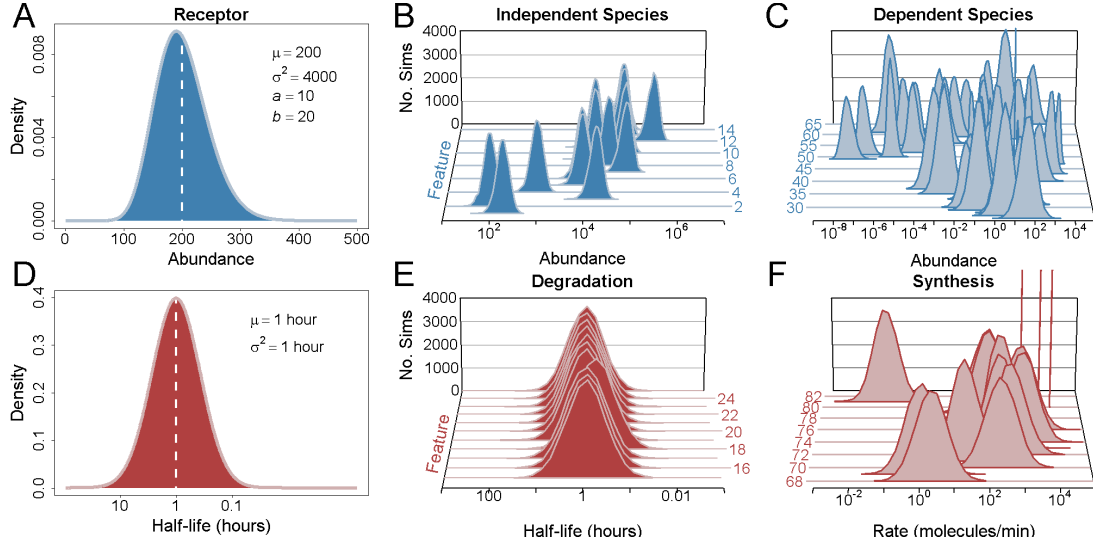 A
Receptor
Density
0.008
0.004
0.000
μ = 200
σ² = 4000
a = 10
b = 20
0 100 200 300 400 500
Abundance
B
Independent Species
No. Sims
4000
3000
2000
1000
0
14
12
10
8
6
4
2
Feature
10² 10⁴ 10⁶
Abundance
C
Dependent Species
65
60
55
50
45
40
35
30
10⁻⁸ 10⁻⁶ 10⁻⁴ 10⁻² 10⁰ 10² 10⁴
Abundance
D
Density
0.4
0.3
0.2
0.1
0.0
μ = 1 hour
σ² = 1 hour
10 1 0.1
Half-life (hours)
E
Degradation
No. Sims
4000
3000
2000
1000
0
24
22
20
18
16
Feature
100 1 0.01
Half-life (hours)
F
Synthesis
82
80
78
76
74
72
70
68
10⁻² 10⁰ 10² 10⁴
Rate (molecules/min)